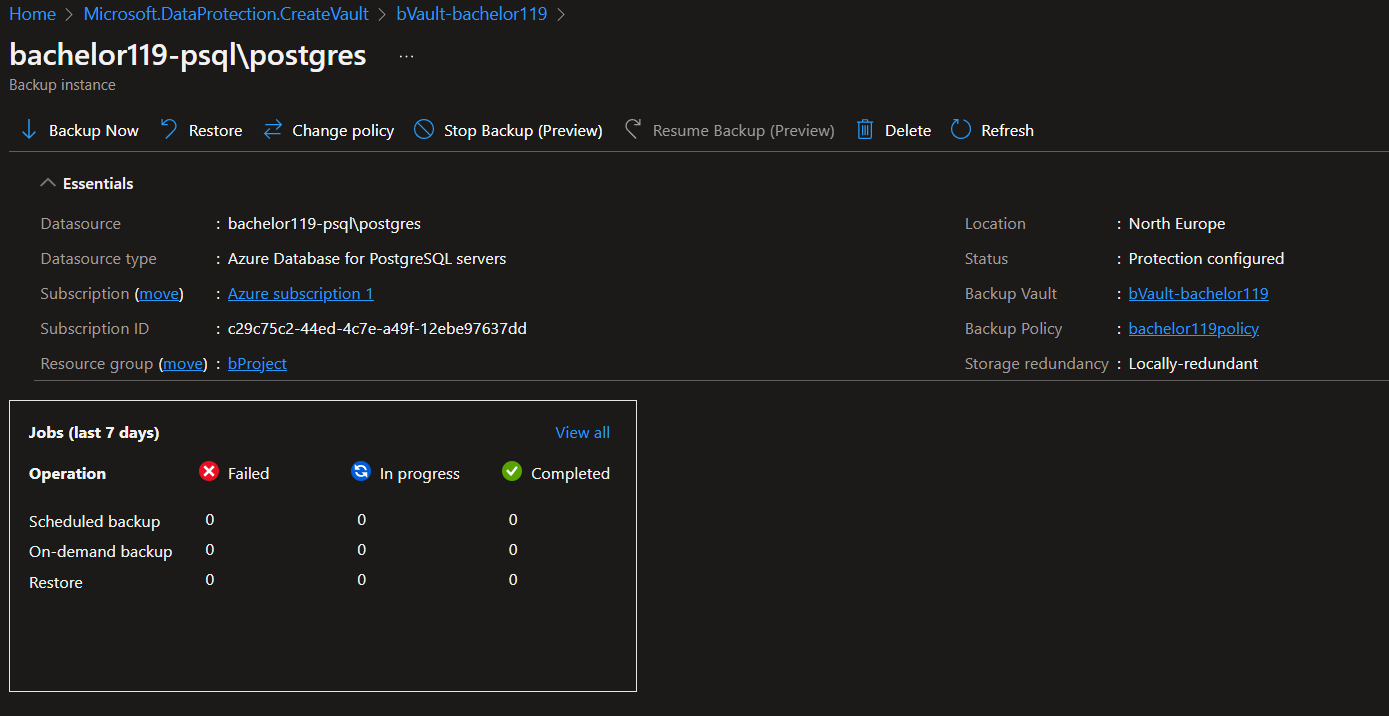 Home > Microsoft.DataProtection.CreateVault > bVault-bachelor119 >
bachelor119-psql\postgres ...
Backup instance
Backup Now Restore Change policy Stop Backup (Preview) Resume Backup (Preview) Delete Refresh
Essentials
Datasource : bachelor119-psql\postgres Location : North Europe
Datasource type : Azure Database for PostgreSQL servers Status : Protection configured
Subscription (move) : Azure subscription 1 Backup Vault : bVault-bachelor119
Subscription ID : c29c75c2-44ed-4c7e-a49f-12ebe97637dd Backup Policy : bachelor119policy
Resource group (move) : bProject Storage redundancy : Locally-redundant
Jobs (last 7 days) View all
Operation Failed In progress Completed
Scheduled backup 0 0 0
On-demand backup 0 0 0
Restore 0 0 0